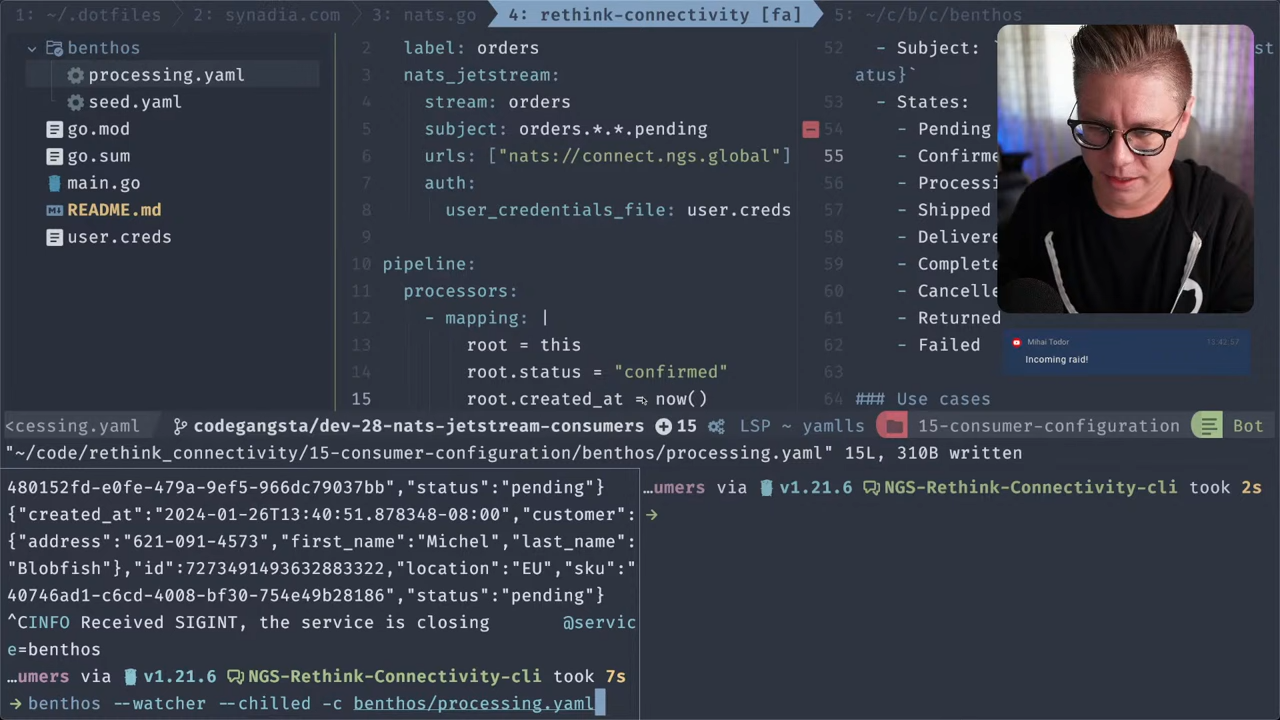 1: ~/.dotfiles 2: synadia.com 3: nats.go 4: rethink-connectivity [fa] 5: ~/c/b/c/benthos
benthos
processing.yaml
seed.yaml
go.mod
go.sum
main.go
README.md
user.creds
2 label: orders
3 nats_jetstream:
4 stream: orders
5 subject: orders.*.*.pending
6 urls: ["nats://connect.ngs.global"]
7 auth:
8 user_credentials_file: user.creds
9
10 pipeline:
11 processors:
12 - mapping: |
13 root = this
14 root.status = "confirmed"
15 root.created_at = now()
52 - Subject: `
st
atus}`
53 - States:
54 - Pending
55 - Confirme
56 - Processi
57 - Shipped
58 - Delivere
59 - Complete
60 - Cancelle
61 - Returned
62 - Failed
63
64 ### Use cases
Mihai Todor 11:42:57
Incoming raid!
<cessing.yaml codegangsta/dev-28-nats-jetstream-consumers 15 LSP ~ yamlls 15-consumer-configuration Bot
"~/code/rethink_connectivity/15-consumer-configuration/benthos/processing.yaml" 15L, 310B written
480152fd-e0fe-479a-9ef5-966dc79037bb","status":"pending"}
{"created_at":"2024-01-26T13:40:51.878348-08:00","customer":
{"address":"621-091-4573","first_name":"Michel","last_name":
"Blobfish"},"id":7273491493632883322,"location":"EU","sku":"
40746ad1-c6cd-4008-bf30-754e49b28186","status":"pending"}
^CINFO Received SIGINT, the service is closing @servic
e=benthos
…umers via v1.21.6 NGS-Rethink-Connectivity-cli took 7s
→ benthos --watcher --chilled -c benthos/processing.yaml
…umers via v1.21.6 NGS-Rethink-Connectivity-cli took 2s
→